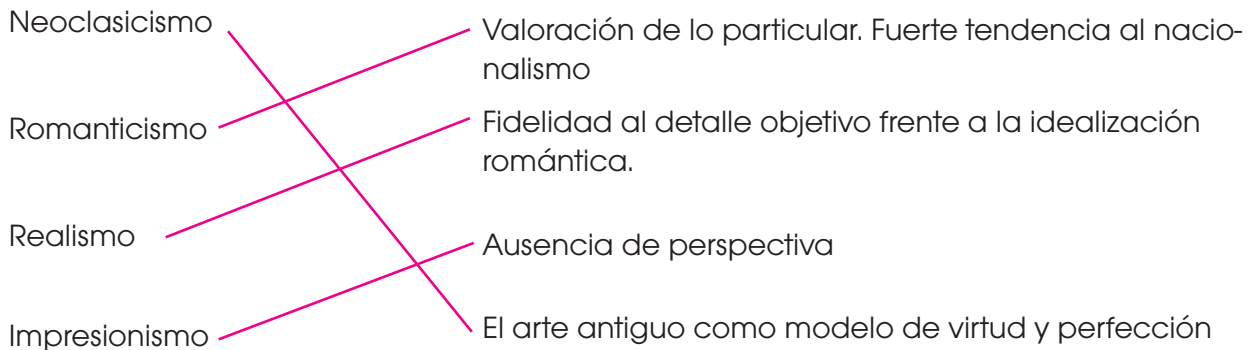 Neoclasicismo
Valoración de lo particular. Fuerte tendencia al nacio-
nalismo
Romanticismo
Fidelidad al detalle objetivo frente a la idealización
romántica.
Realismo
Ausencia de perspectiva
Impresionismo
El arte antiguo como modelo de virtud y perfección